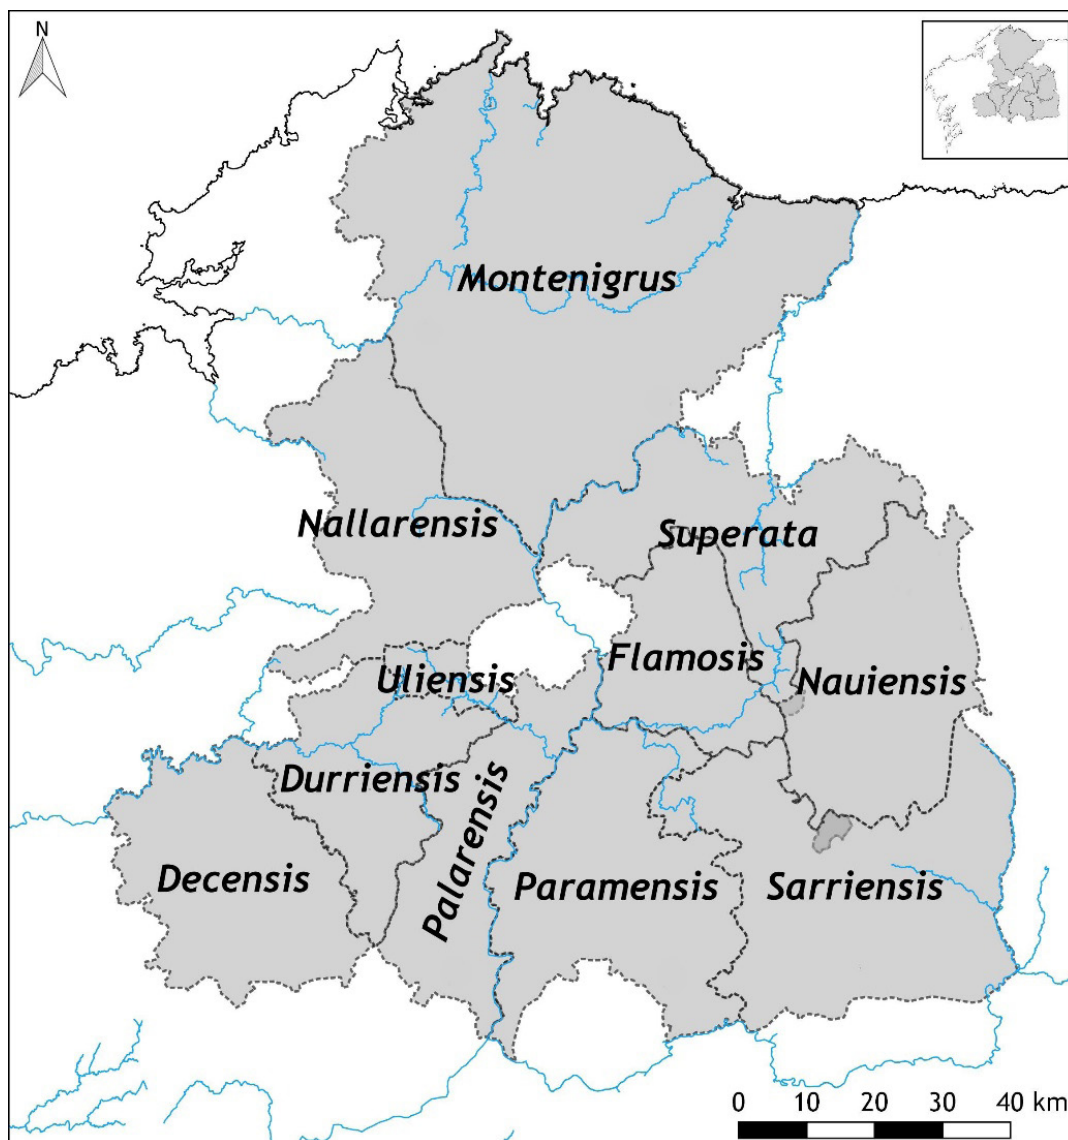 N
Montenigrus
Nallarensis
Superata
Flamosis
Uliensis
Nauiensis
Durriensis
Palarensis
Decensis
Paramensis
Sarriensis
0 10 20 30 40 km